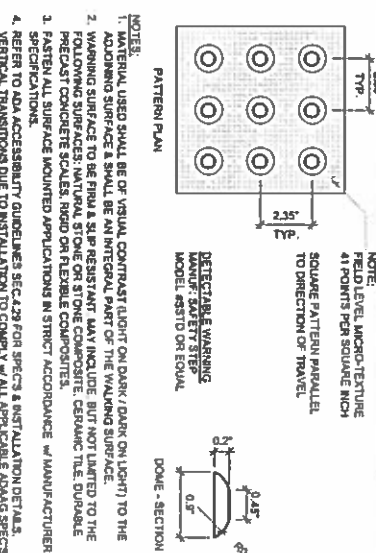 TYP.
NOTE:
FIELD LEVEL MICRO-TEXTURE
41 POINTS PER SQUARE INCH
SQUARE PATTERN PARALLEL
TO DIRECTION OF TRAVEL
2.35"
TYP.
PATTERN PLAN
DETECTABLE WARNING
MANUF: SAFETY STEP
MODEL #SSTD OR EQUAL
0.2"
0.45"
0.9"
DOME - SECTION
NOTES:
1. MATERIAL USED SHALL BE OF VISUAL CONTRAST (LIGHT ON DARK / DARK ON LIGHT) TO THE
ADJOINING SURFACE & SHALL BE AN INTEGRAL PART OF THE WALKING SURFACE.
2. WARNING SURFACE TO BE FIRM & SLIP RESISTANT. MAY INCLUDE, BUT NOT LIMITED TO THE
FOLLOWING SURFACES: NATURAL STONE OR STONE COMPOSITE, CERAMIC TILE, DURABLE
PRECAST CONCRETE SCALES, RIGID OR FLEXIBLE COMPOSITES.
3. FASTEN ALL SURFACE MOUNTED APPLICATIONS IN STRICT ACCORDANCE w/ MANUFACTURER
SPECIFICATIONS.
4. REFER TO ADA ACCESSIBILITY GUIDELINES SEC.4.29 FOR SPEC'S & INSTALLATION DETAILS.
VERTICAL TRANSITIONS DUE TO INSTALLATION TO COMPLY w/ ALL APPLICABLE ADAAG SPEC'S